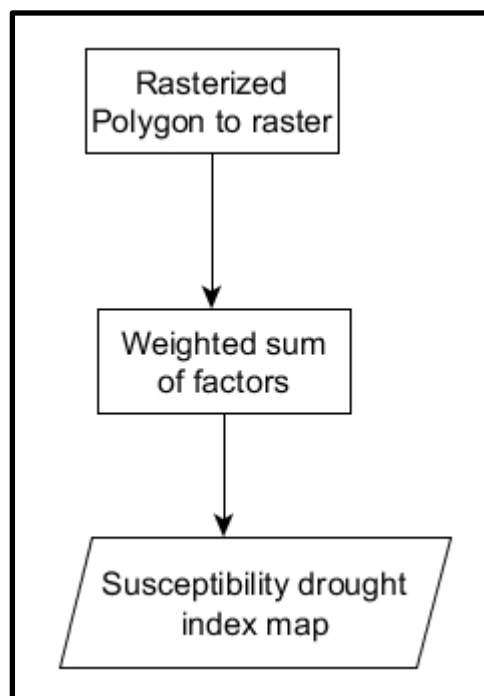 Rasterized
Polygon to raster
Weighted sum
of factors
Susceptibility drought
index map